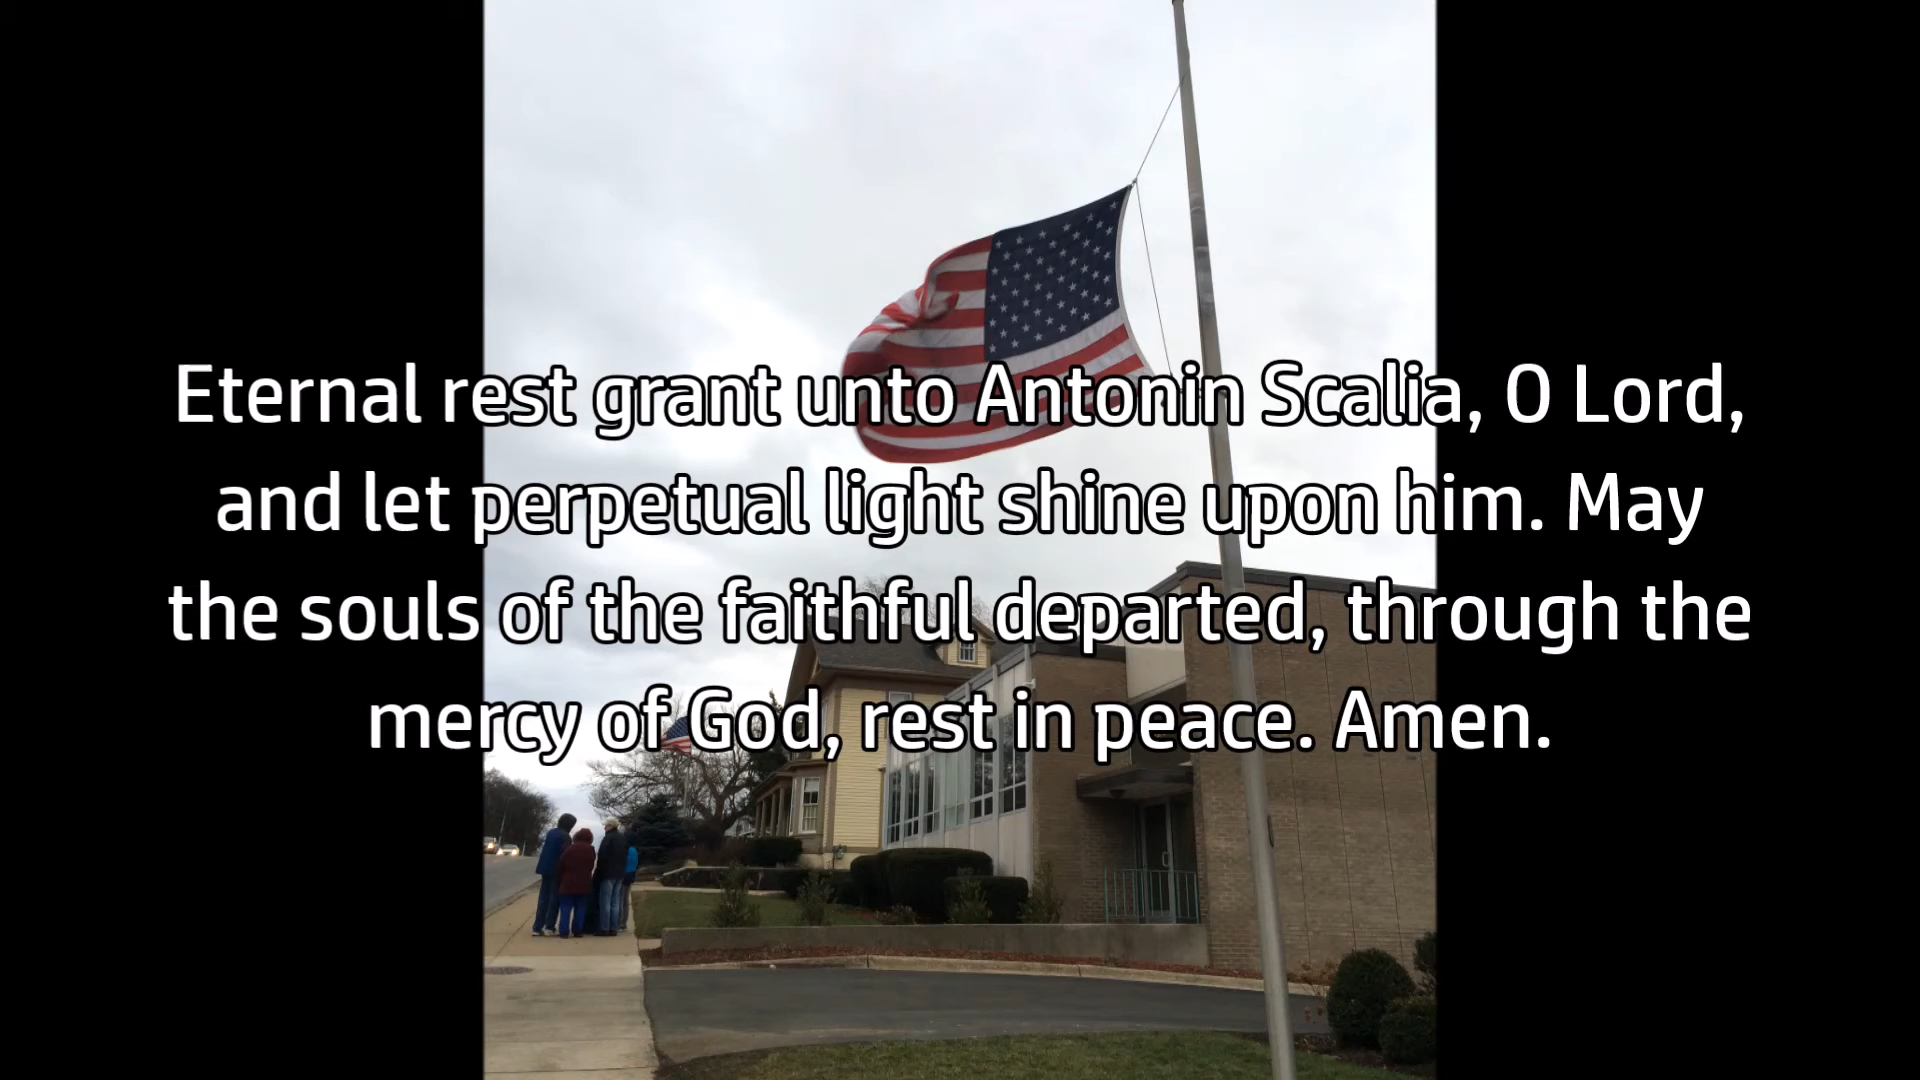 Eternal rest grant unto Antonin Scalia, O Lord,
and let perpetual light shine upon him. May
the souls of the faithful departed, through the
mercy of God, rest in peace. Amen.